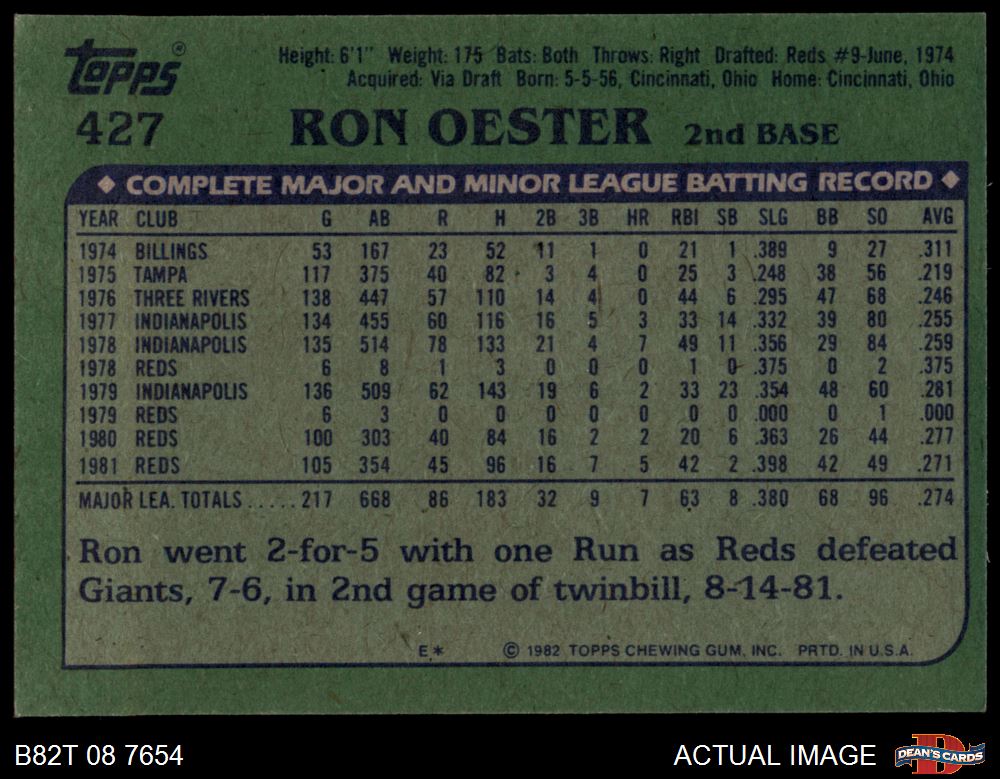 Topps ®
Height: 6'1" Weight: 175 Bats: Both Throws: Right Drafted: Reds #9-June, 1974
Acquired: Via Draft Born: 5-5-56, Cincinnati, Ohio Home: Cincinnati, Ohio
427 RON OESTER 2nd BASE
COMPLETE MAJOR AND MINOR LEAGUE BATTING RECORD
YEAR CLUB G AB R H 2B 3B HR RBI SB SLG BB SO AVG
1974 BILLINGS 53 167 23 52 11 1 0 21 1 .389 9 27 .311
1975 TAMPA 117 375 40 82 3 4 0 25 3 .248 38 56 .219
1976 THREE RIVERS 138 447 57 110 14 4 0 44 6 .295 47 68 .246
1977 INDIANAPOLIS 134 455 60 116 16 5 3 33 14 .332 39 80 .255
1978 INDIANAPOLIS 135 514 78 133 21 4 7 49 11 .356 29 84 .259
1978 REDS 6 8 1 3 0 0 0 1 0 .375 0 2 .375
1979 INDIANAPOLIS 136 509 62 143 19 6 2 33 23 .354 48 60 .281
1979 REDS 6 3 0 0 0 0 0 0 0 .000 0 1 .000
1980 REDS 100 303 40 84 16 2 2 20 6 .363 26 44 .277
1981 REDS 105 354 45 96 16 7 5 42 2 .398 42 49 .271
MAJOR LEA. TOTALS ..... 217 668 86 183 32 9 7 63 8 .380 68 96 .274
Ron went 2-for-5 with one Run as Reds defeated
Giants, 7-6, in 2nd game of twinbill, 8-14-81.
E* © 1982 TOPPS CHEWING GUM, INC. PRTD. IN U.S.A.
B82T 08 7654 ACTUAL IMAGE DEAN'S CARDS